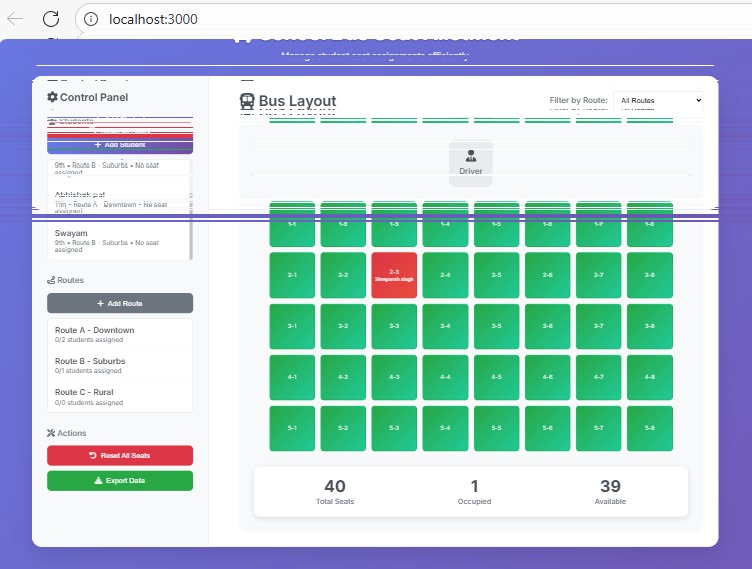 localhost:3000
School Bus Seat Allotment
Manage student seat assignments efficiently
Control Panel
Bus Layout
Filter by Route:
All Routes
Students
Add Student
Driver
9th • Route B - Suburbs • No seat
assigned
Abhishek pal
11th • Route A - Downtown • No seat
assigned
Swayam
9th • Route B - Suburbs • No seat
assigned
1-1 1-2 1-3 1-4 1-5 1-6 1-7 1-8
2-1 2-2 2-3 2-4 2-5 2-6 2-7 2-8
3-1 3-2 3-3 3-4 3-5 3-6 3-7 3-8
4-1 4-2 4-3 4-4 4-5 4-6 4-7 4-8
5-1 5-2 5-3 5-4 5-5 5-6 5-7 5-8
Routes
Add Route
Route A - Downtown
0/2 students assigned
Route B - Suburbs
0/1 students assigned
Route C - Rural
0/0 students assigned
Actions
Reset All Seats
Export Data
40 1 39
Total Seats Occupied Available